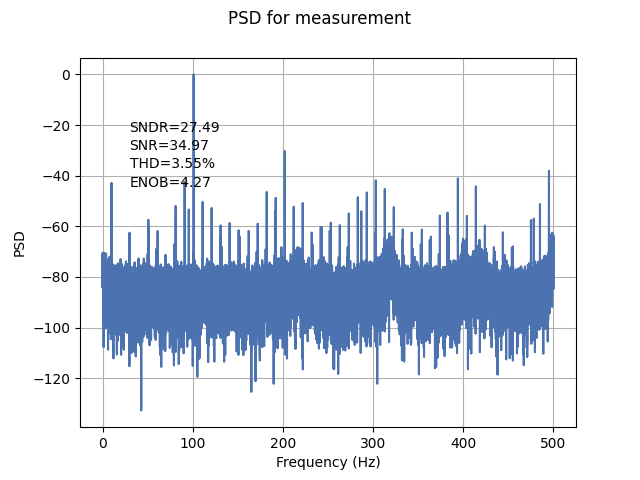 PSD for measurement
0
−20
−40
−60
−80
−100
−120
PSD
SNDR=27.49
SNR=34.97
THD=3.55%
ENOB=4.27
0
100
200
300
400
500
Frequency (Hz)